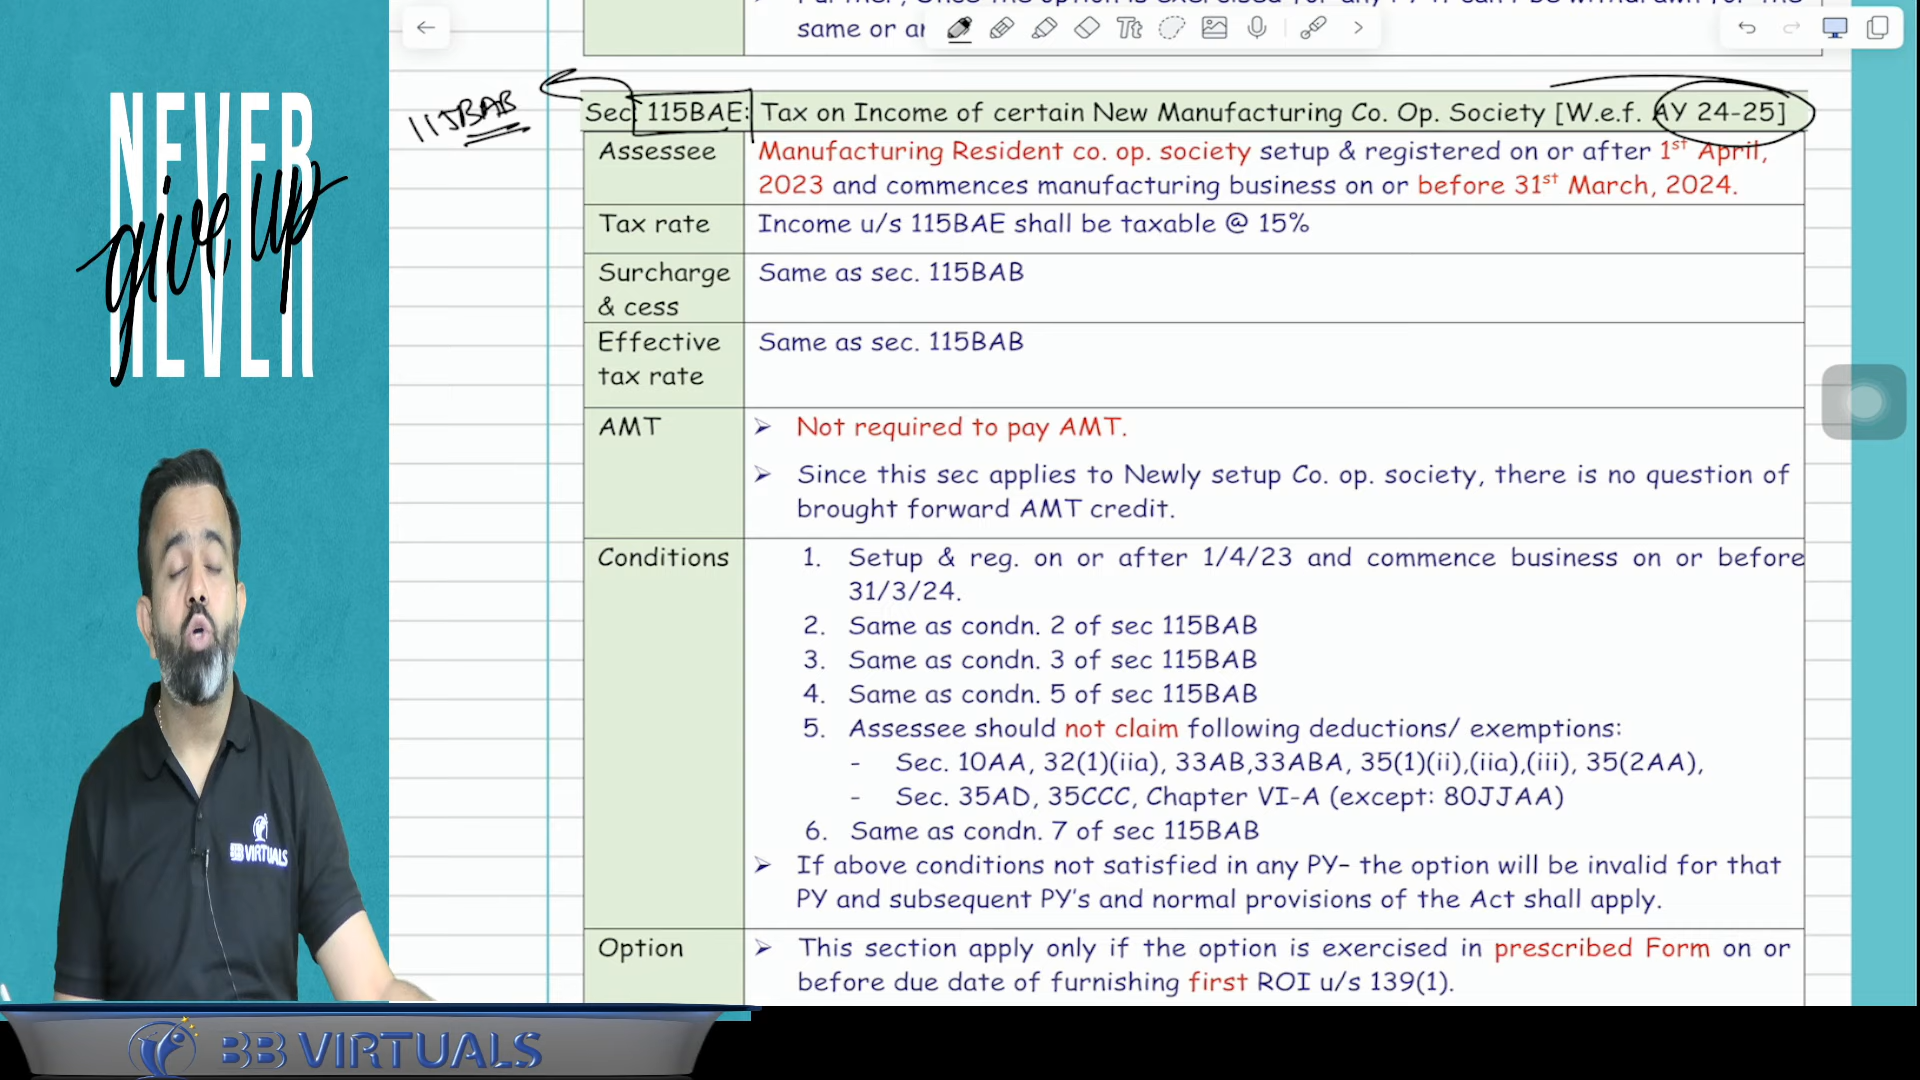 NEVER
give up
NEVER
same or an
115BAB
Sec. 115BAE: Tax on Income of certain New Manufacturing Co. Op. Society [W.e.f. AY 24-25]
Assessee
Manufacturing Resident co. op. society setup & registered on or after 1st April,
2023 and commences manufacturing business on or before 31st March, 2024.
Tax rate
Income u/s 115BAE shall be taxable @ 15%
Surcharge
& cess
Same as sec. 115BAB
Effective
tax rate
Same as sec. 115BAB
AMT
➢ Not required to pay AMT.
➢ Since this sec applies to Newly setup Co. op. society, there is no question of
brought forward AMT credit.
Conditions
1. Setup & reg. on or after 1/4/23 and commence business on or before
31/3/24.
2. Same as condn. 2 of sec 115BAB
3. Same as condn. 3 of sec 115BAB
4. Same as condn. 5 of sec 115BAB
5. Assessee should not claim following deductions/ exemptions:
- Sec. 10AA, 32(1)(iia), 33AB,33ABA, 35(1)(ii),(iia),(iii), 35(2AA),
- Sec. 35AD, 35CCC, Chapter VI-A (except: 80JJAA)
6. Same as condn. 7 of sec 115BAB
➢ If above conditions not satisfied in any PY– the option will be invalid for that
PY and subsequent PY's and normal provisions of the Act shall apply.
Option
➢ This section apply only if the option is exercised in prescribed Form on or
before due date of furnishing first ROI u/s 139(1).
BB VIRTUALS
BB VIRTUALS